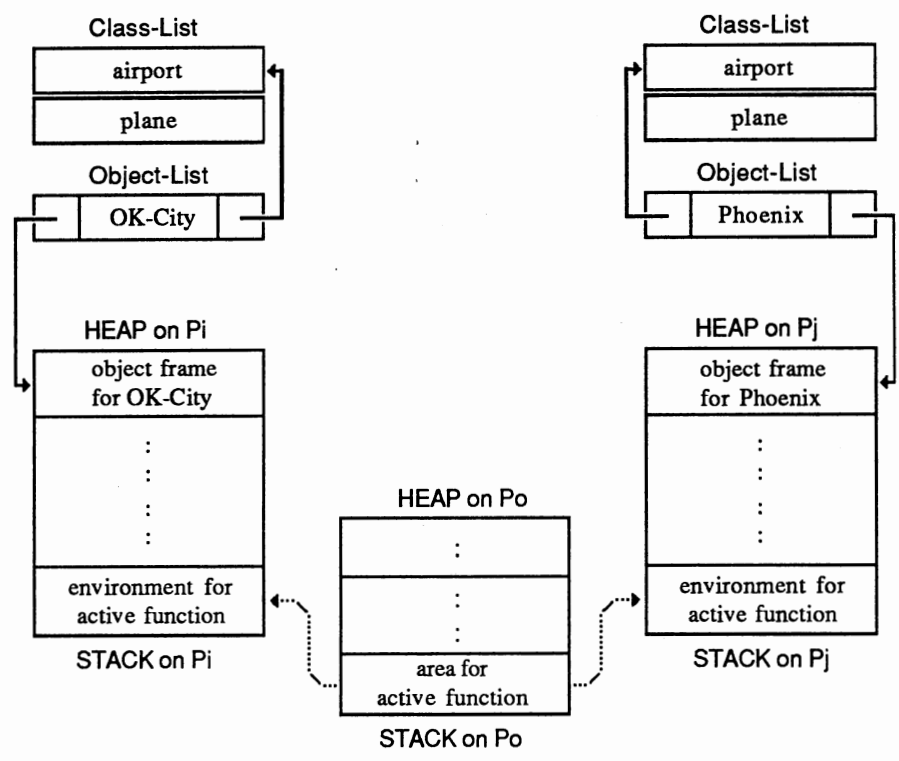 Class-List
airport
plane
Object-List
OK-City
HEAP on Pi
object frame
for OK-City
environment for
active function
STACK on Pi
HEAP on Po
area for
active function
STACK on Po
Class-List
airport
plane
Object-List
Phoenix
HEAP on Pj
object frame
for Phoenix
environment for
active function
STACK on Pj